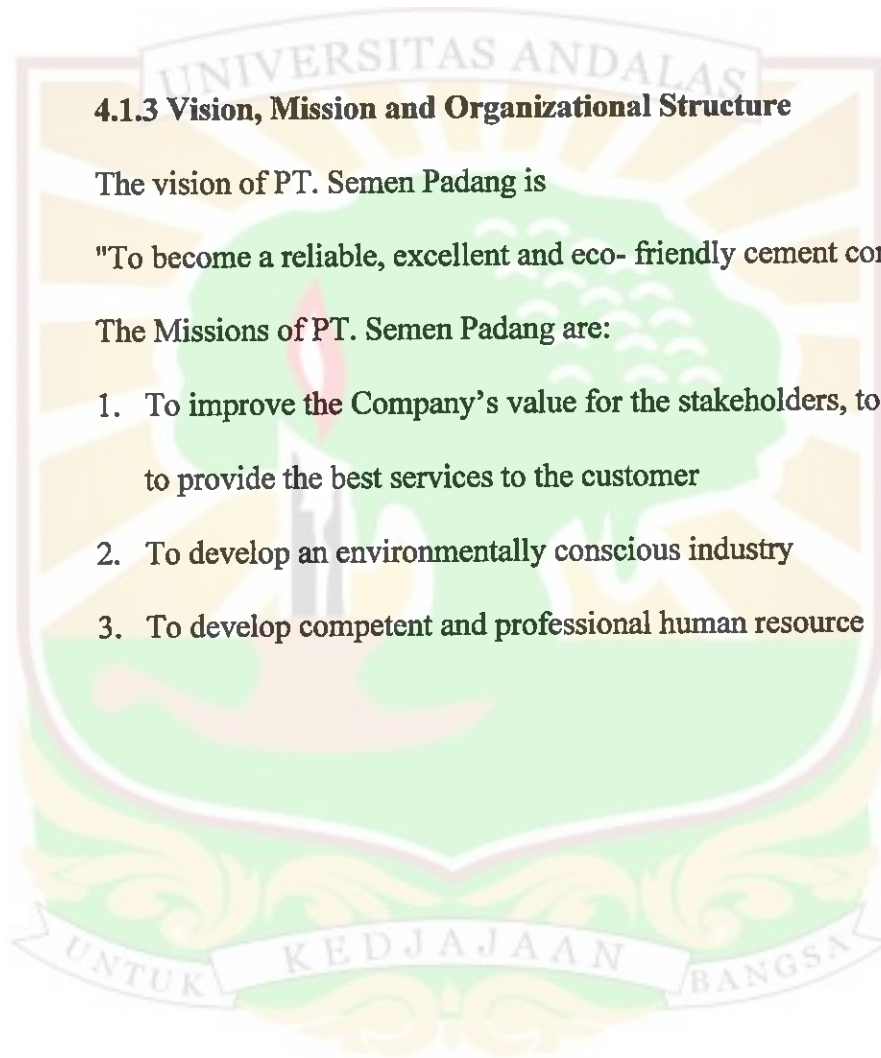 UNIVERSITAS ANDALAS
4.1.3 Vision, Mission and Organizational Structure
The vision of PT. Semen Padang is
"To become a reliable, excellent and eco- friendly cement
The Missions of PT. Semen Padang are:
1. To improve the Company's value for the stakeholders, to
to provide the best services to the customer
2. To develop an environmentally conscious industry
3. To develop competent and professional human resource
UNTUK KEDJAJAAN BANGSA